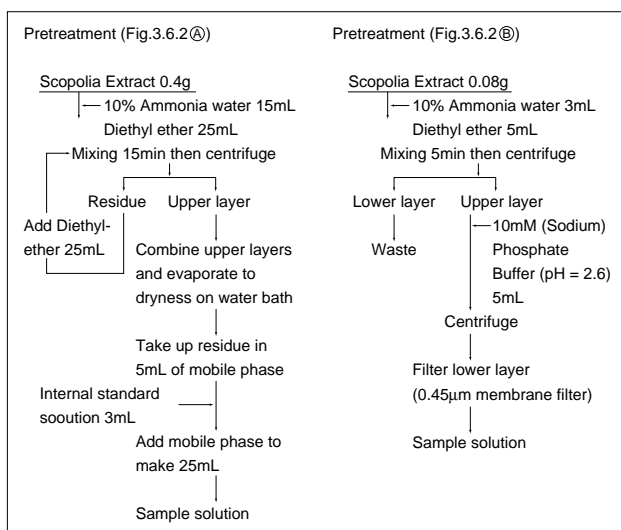 Pretreatment (Fig.3.6.2Ⓐ)
Scopolia Extract 0.4g
10% Ammonia water 15mL
Diethyl ether 25mL
Mixing 15min then centrifuge
Residue Upper layer
Add Diethyl-
ether 25mL
Combine upper layers
and evaporate to
dryness on water bath
Take up residue in
5mL of mobile phase
Internal standard
sooution 3mL
Add mobile phase to
make 25mL
Sample solution
Pretreatment (Fig.3.6.2Ⓑ)
Scopolia Extract 0.08g
10% Ammonia water 3mL
Diethyl ether 5mL
Mixing 5min then centrifuge
Lower layer Upper layer
Waste
10mM (Sodium)
Phosphate
Buffer (pH = 2.6)
5mL
Centrifuge
Filter lower layer
(0.45µm membrane filter)
Sample solution